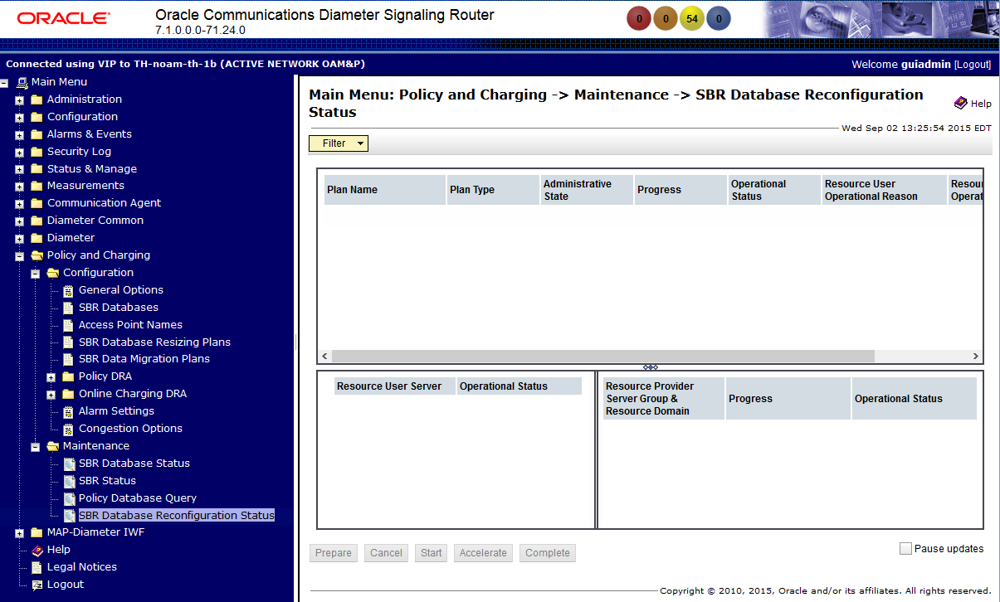 ORACLE®
Oracle Communications Diameter Signaling Router
7.1.0.0.0-71.24.0
0 0 54 0
Connected using VIP to TH-noam-th-1b (ACTIVE NETWORK OAM&P)
Welcome guiadmin [Logout]
Main Menu
Administration
Configuration
Alarms & Events
Security Log
Status & Manage
Measurements
Communication Agent
Diameter Common
Diameter
Policy and Charging
Configuration
General Options
SBR Databases
Access Point Names
SBR Database Resizing Plans
SBR Data Migration Plans
Policy DRA
Online Charging DRA
Alarm Settings
Congestion Options
Maintenance
SBR Database Status
SBR Status
Policy Database Query
SBR Database Reconfiguration Status
MAP-Diameter IWF
Help
Legal Notices
Logout
Main Menu: Policy and Charging -> Maintenance -> SBR Database Reconfiguration
Status
Help
Wed Sep 02 13:25:54 2015 EDT
Filter
Plan Name
Plan Type
Administrative
State
Progress
Operational
Status
Resource User
Operational Reason
Resour
Operat
Resource User Server
Operational Status
Resource Provider
Server Group &
Resource Domain
Progress
Operational Status
Prepare Cancel Start Accelerate Complete
Pause updates
Copyright © 2010, 2015, Oracle and/or its affiliates. All rights reserved.